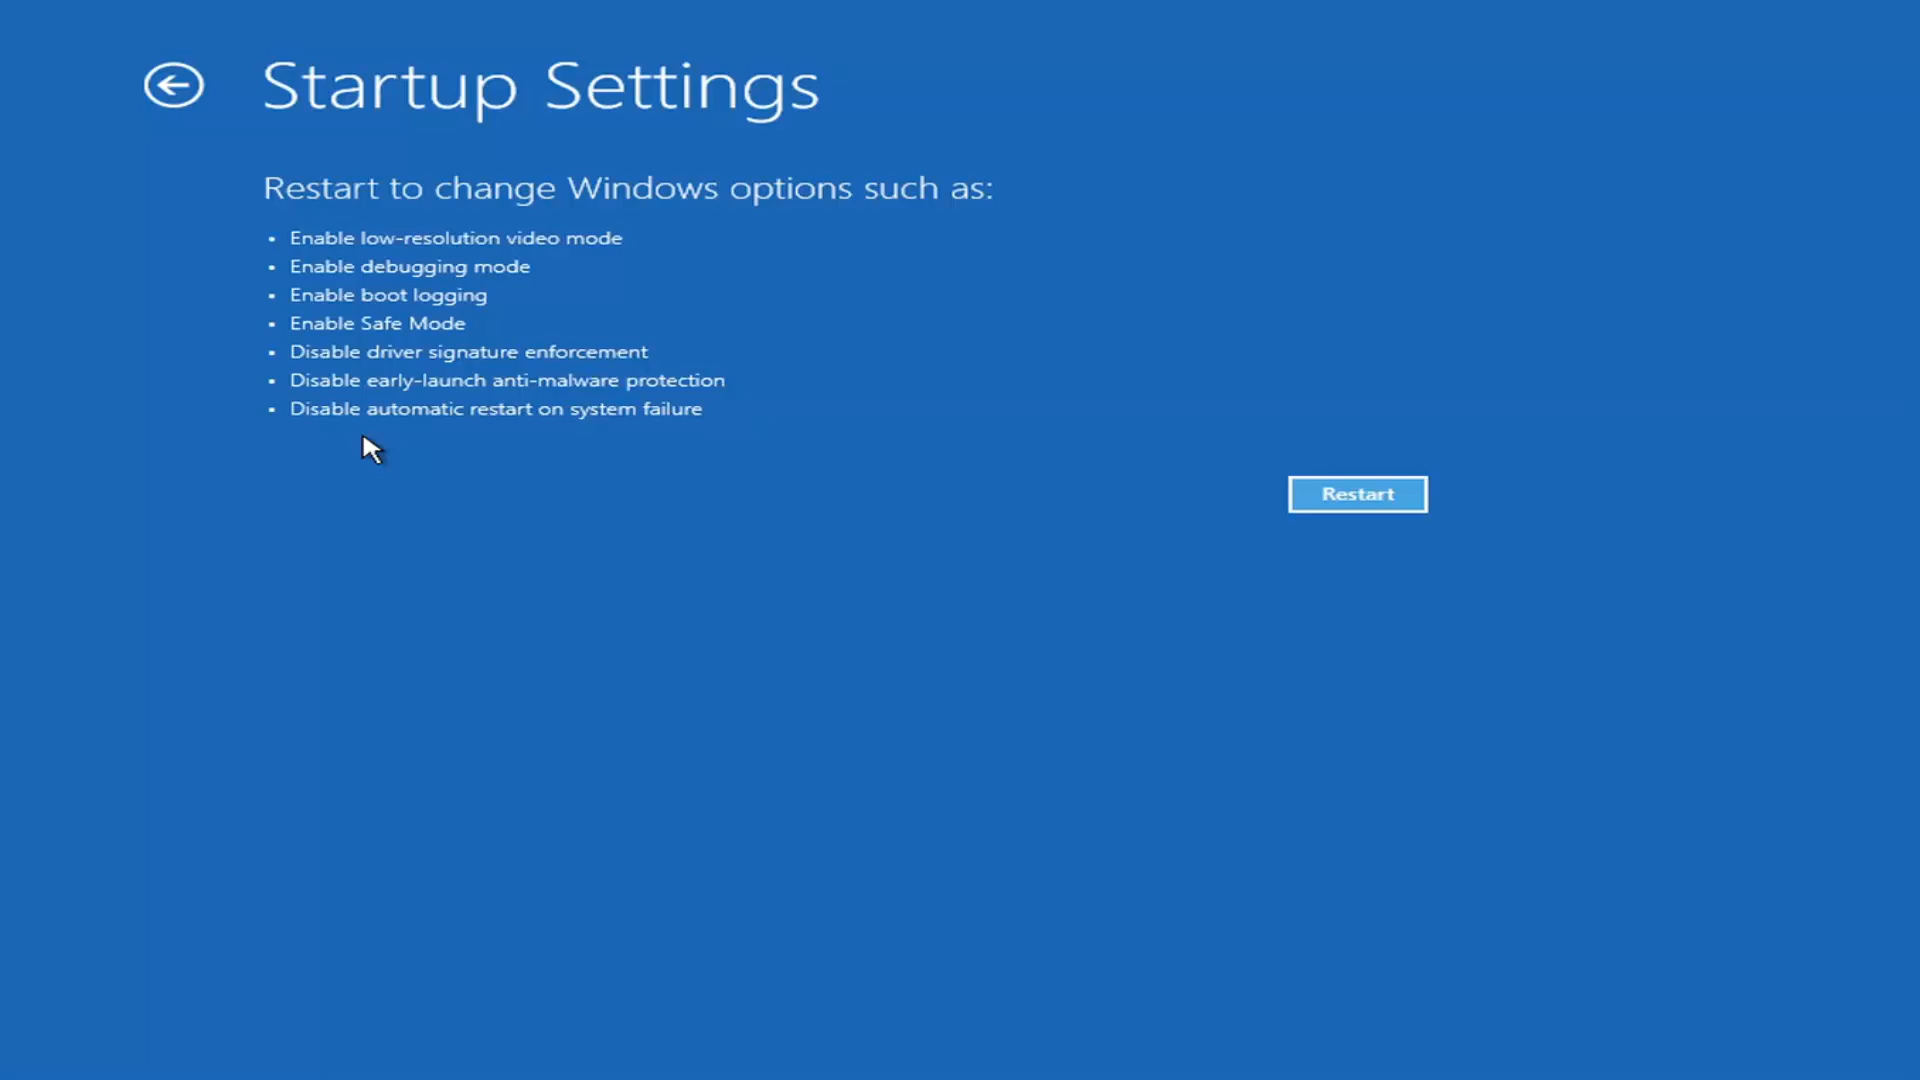 Startup Settings
Restart to change Windows options such as:
• Enable low-resolution video mode
• Enable debugging mode
• Enable boot logging
• Enable Safe Mode
• Disable driver signature enforcement
• Disable early-launch anti-malware protection
• Disable automatic restart on system failure
Restart